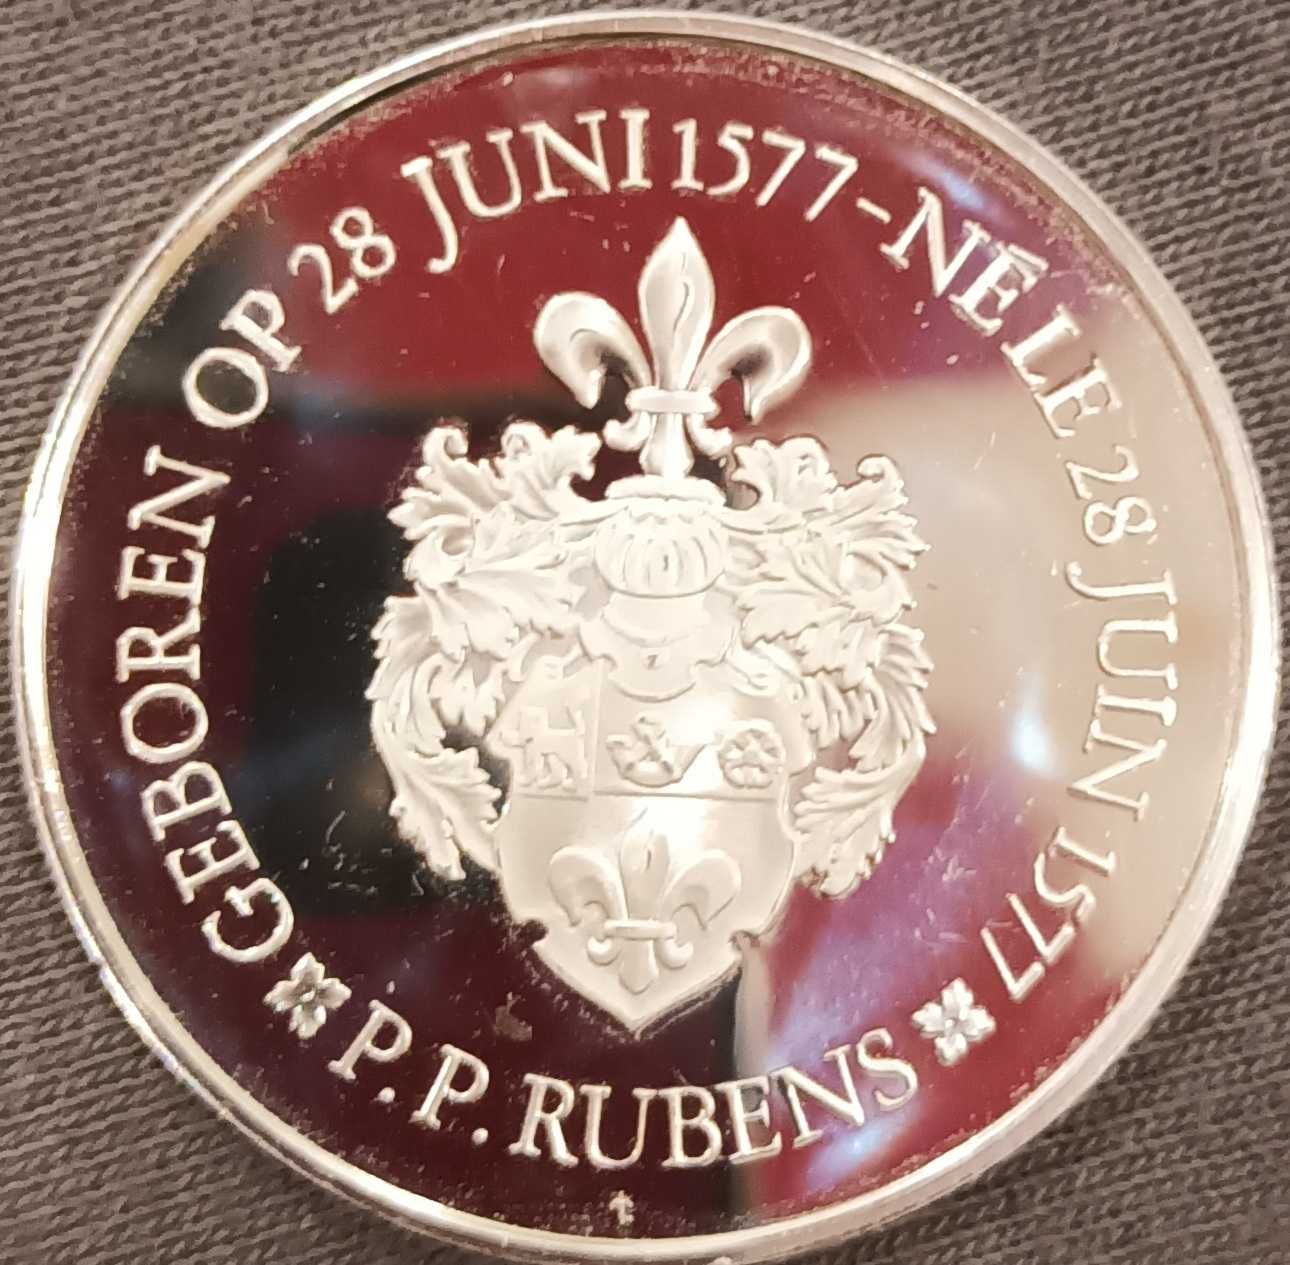 GEBOREN OP 28 JUNI 1577 - NÉ LE 28 JUIN 1577
P.P. RUBENS
t